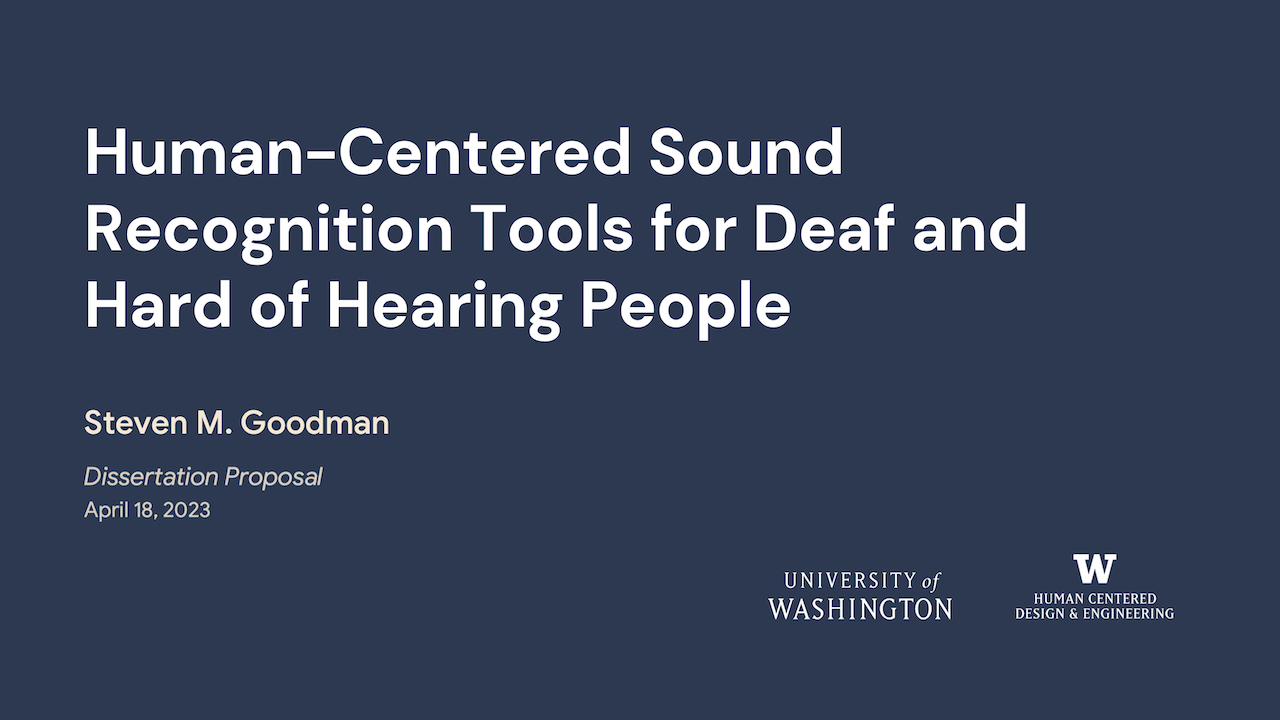 Human-Centered Sound
Recognition Tools for Deaf and
Hard of Hearing People
Steven M. Goodman
Dissertation Proposal
April 18, 2023
UNIVERSITY of
WASHINGTON
W
HUMAN CENTERED
DESIGN & ENGINEERING